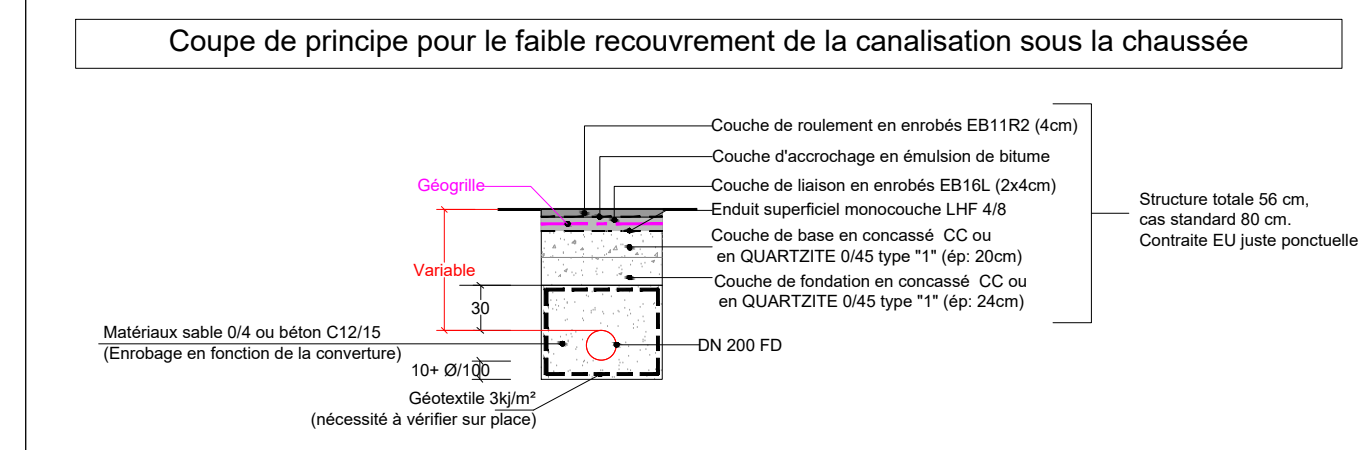 Coupe de principe pour le faible recouvrement de la canalisation sous la chaussée
Couche de roulement en enrobés EB11R2 (4cm)
Couche d'accrochage en émulsion de bitume
Géogrille
Couche de liaison en enrobés EB16L (2x4cm)
Enduit superficiel monocouche LHF 4/8
Couche de base en concassé CC ou
en QUARTZITE 0/45 type "1" (ép: 20cm)
Couche de fondation en concassé CC ou
en QUARTZITE 0/45 type "1" (ép: 24cm)
Structure totale 56 cm,
cas standard 80 cm.
Contraite EU juste ponctuelle
Variable
30
Matériaux sable 0/4 ou béton C12/15
(Enrobage en fonction de la converture)
DN 200 FD
10+ Ø/100
Géotextile 3kj/m²
(nécessité à vérifier sur place)